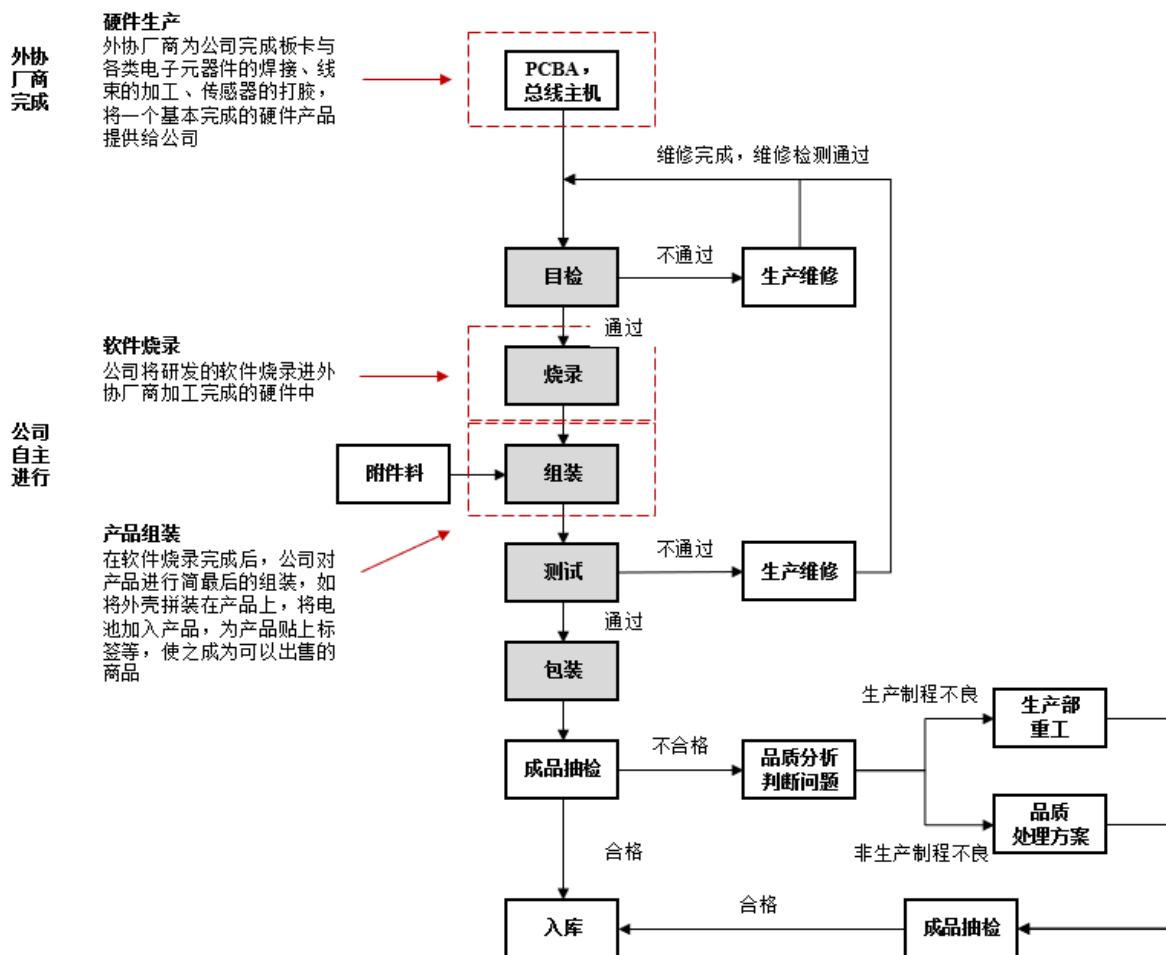 外协
厂商
完成
硬件生产
外协厂商为公司完成板卡与
各类电子元器件的焊接、线
束的加工、传感器的打胶，
将一个基本完成的硬件产品
提供给公司
PCBA，
总线主机
维修完成，维修检测通过
目检
不通过
生产维修
通过
软件烧录
公司将研发的软件烧录进外
协厂商加工完成的硬件中
烧录
公司
自主
进行
附件料
组装
产品组装
在软件烧录完成后，公司对
产品进行简最后的组装，如
将外壳拼装在产品上，将电
池加入产品，为产品贴上标
签等，使之成为可以出售的
商品
测试
不通过
生产维修
通过
包装
生产制程不良
生产部
重工
成品抽检
不合格
品质分析
判断问题
品质
处理方案
非生产制程不良
合格
入库
合格
成品抽检